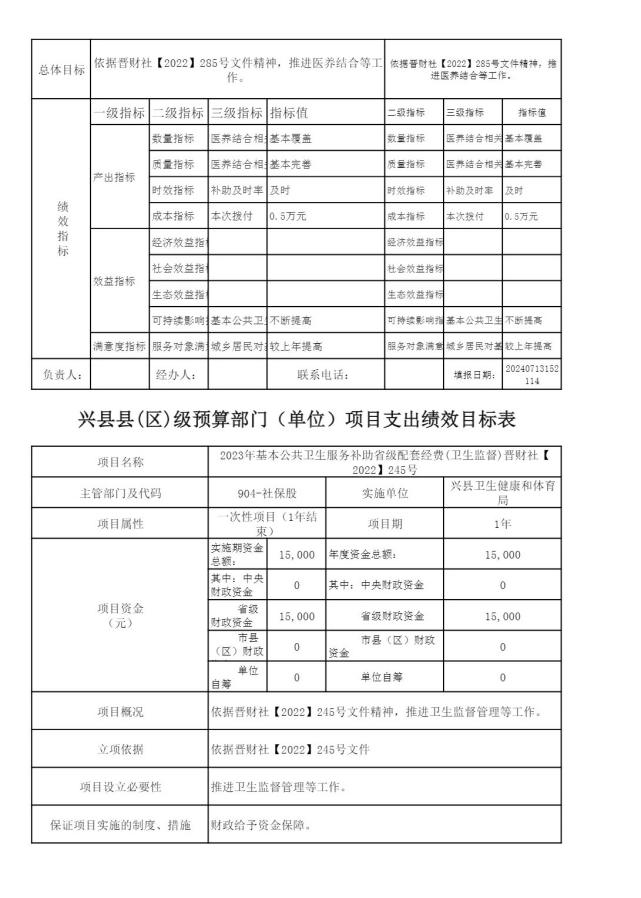 总体目标 依据晋财社【2022】285号文件精神，推进医养结合等工作。 依据晋财社【2022】285号文件精神，推进医养结合等工作。
绩效指标 一级指标 二级指标 三级指标 指标值 二级指标 三级指标 指标值
产出指标 数量指标 医养结合相关 基本覆盖 数量指标 医养结合相关 基本覆盖
质量指标 医养结合相关 基本完善 质量指标 医养结合相关 基本完善
时效指标 补助及时率 及时 时效指标 补助及时率 及时
成本指标 本次拨付 0.5万元 成本指标 本次拨付 0.5万元
效益指标 经济效益指标 经济效益指标
社会效益指标 社会效益指标
生态效益指标 生态效益指标
可持续影响 基本公共卫生 不断提高 可持续影响指 基本公共卫生 不断提高
满意度指标 服务对象满 城乡居民对 较上年提高 服务对象满意 城乡居民对基 较上年提高
负责人： 经办人： 联系电话： 填报日期： 20240713152114
兴县县(区)级预算部门（单位）项目支出绩效目标表
项目名称 2023年基本公共卫生服务补助省级配套经费(卫生监督)晋财社【2022】245号
主管部门及代码 904-社保股 实施单位 兴县卫生健康和体育局
项目属性 一次性项目（1年结束） 项目期 1年
项目资金（元） 实施期资金总额： 15,000 年度资金总额： 15,000
其中：中央财政资金 0 其中：中央财政资金 0
省级财政资金 15,000 省级财政资金 15,000
市县（区）财政 0 市县（区）财政资金 0
单位自筹 0 单位自筹 0
项目概况 依据晋财社【2022】245号文件精神，推进卫生监督管理等工作。
立项依据 依据晋财社【2022】245号文件
项目设立必要性 推进卫生监督管理等工作。
保证项目实施的制度、措施 财政给予资金保障。